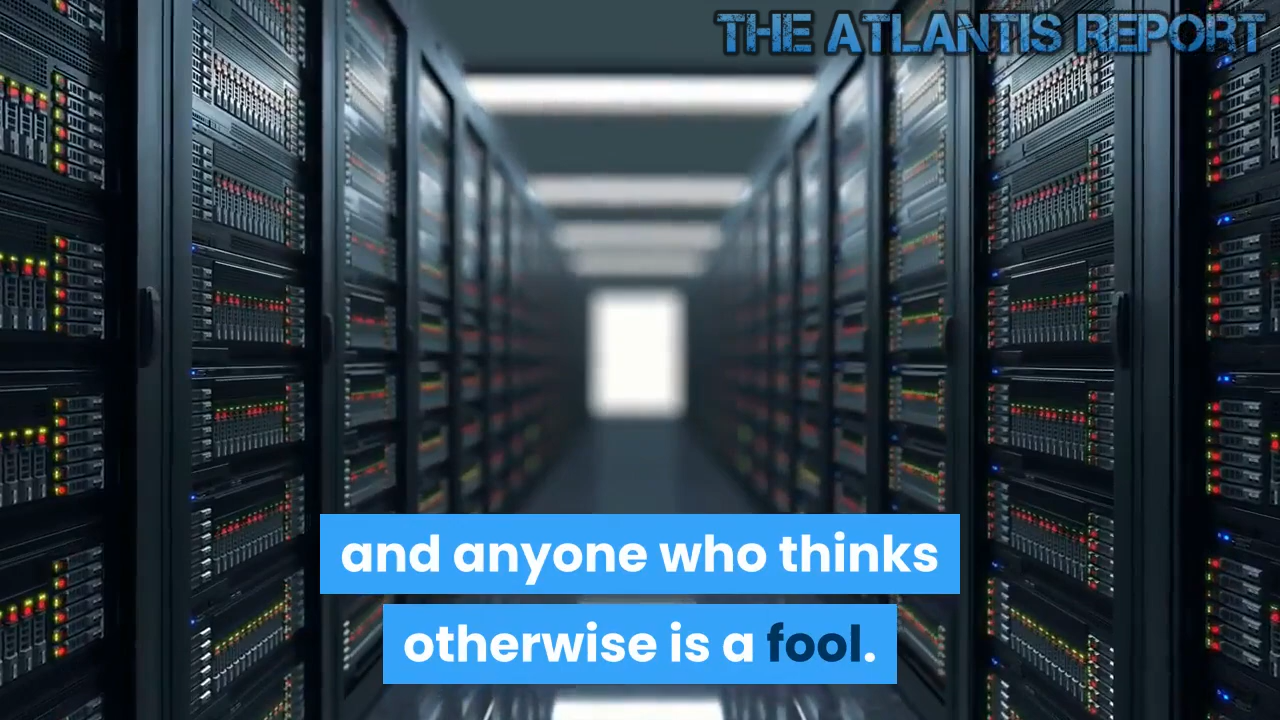 THE ATLANTIS REPORT
and anyone who thinks
otherwise is a fool.